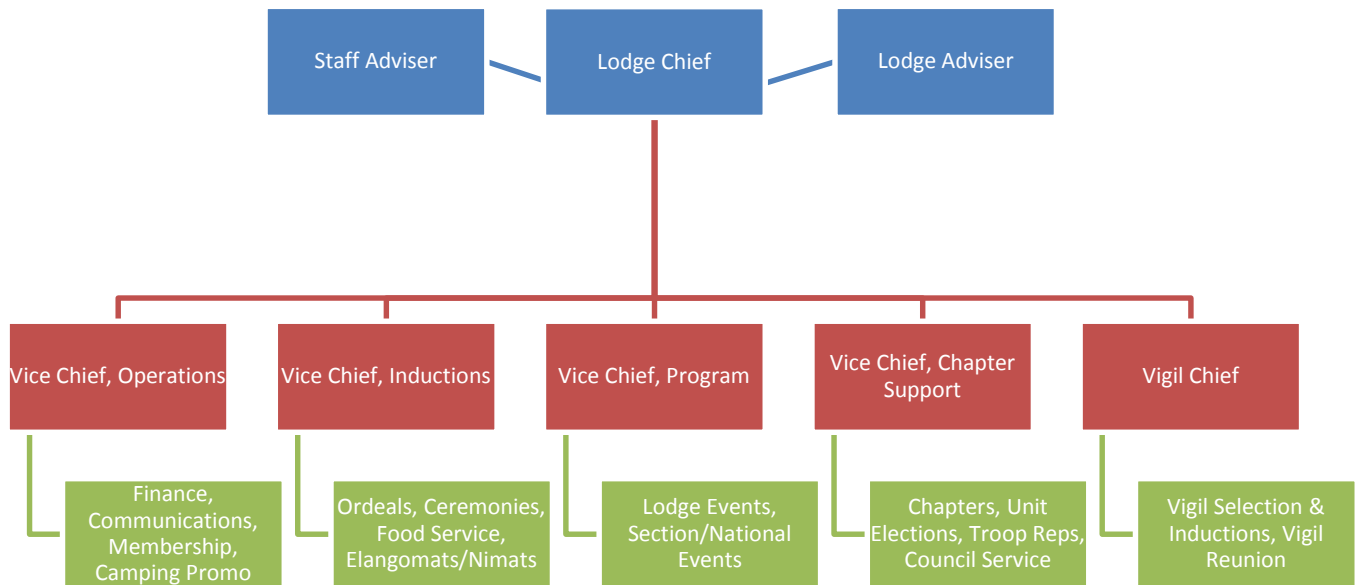 Staff Adviser
Lodge Chief
Lodge Adviser
Vice Chief, Operations
Vice Chief, Inductions
Vice Chief, Program
Vice Chief, Chapter
Support
Vigil Chief
Finance,
Communications,
Membership,
Camping Promo
Ordeals, Ceremonies,
Food Service,
Elangomats/Nimats
Lodge Events,
Section/National
Events
Chapters, Unit
Elections, Troop Reps,
Council Service
Vigil Selection &
Inductions, Vigil
Reunion